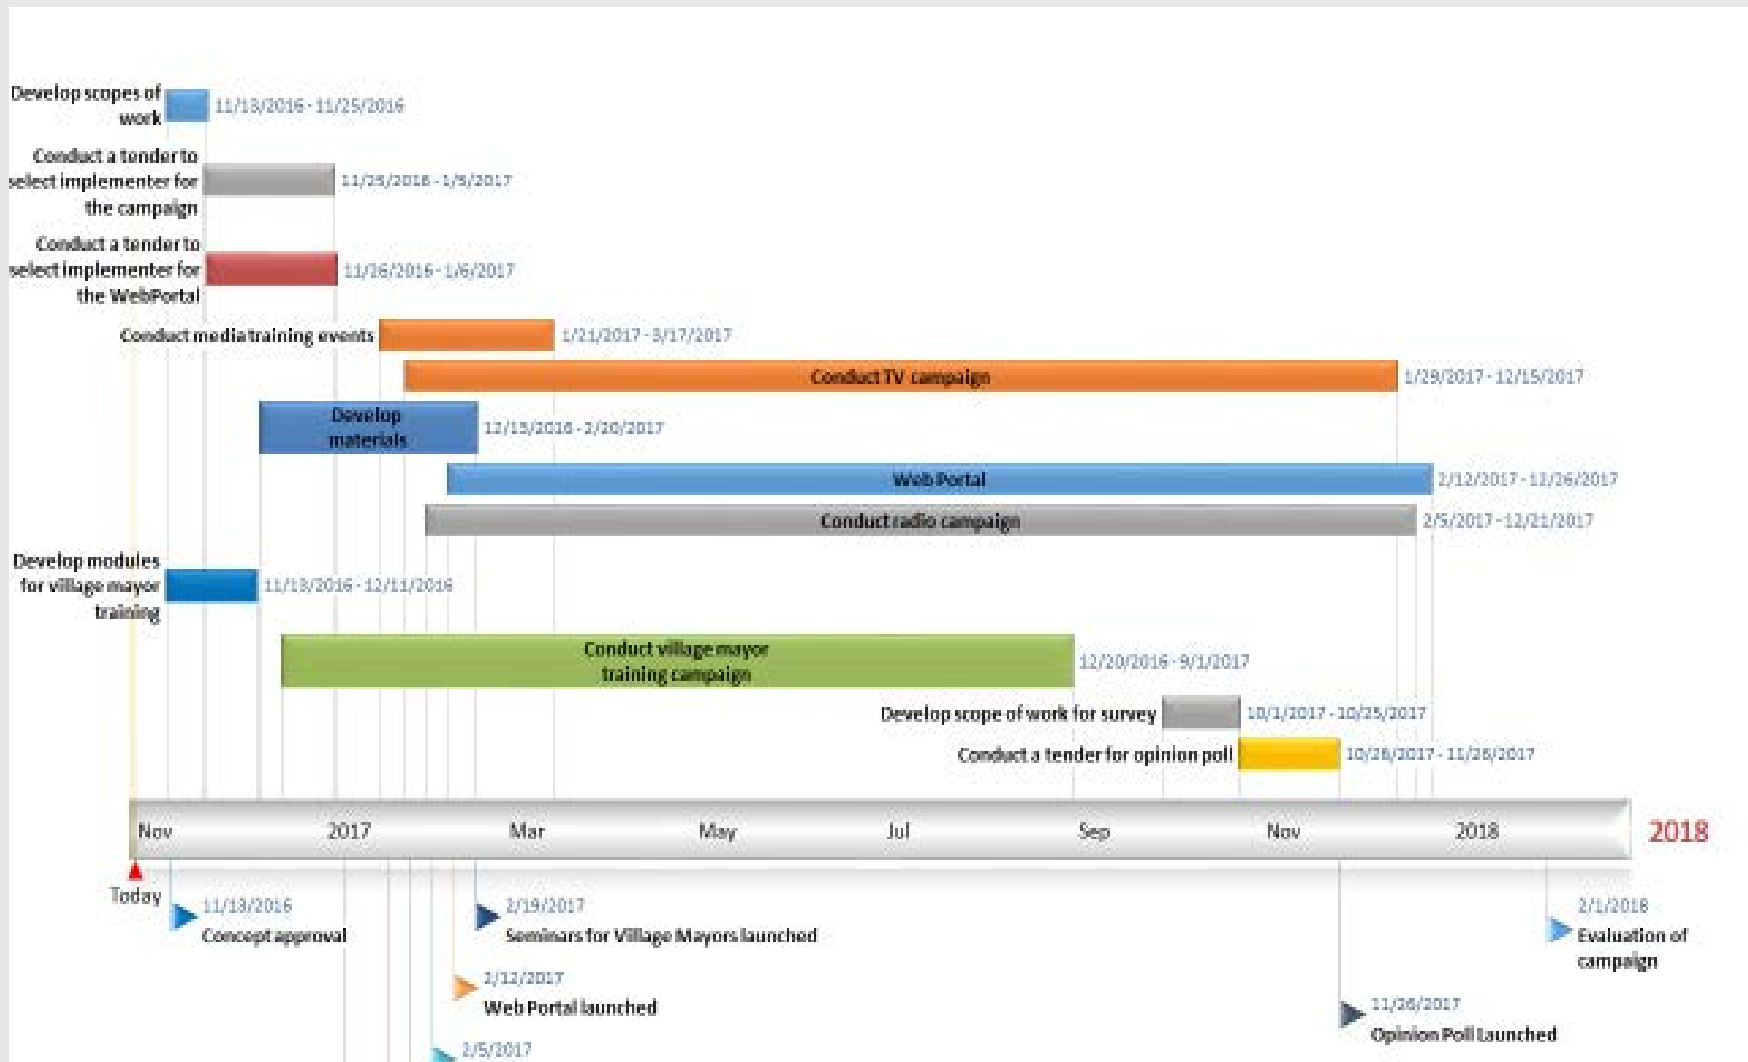 Develop scopes of
work
11/13/2016 - 11/25/2016
Conduct a tender to
select implementer for
the campaign
11/25/2016 - 1/5/2017
Conduct a tender to
select implementer for
the WebPortal
11/26/2016 - 1/6/2017
Conduct media training events
1/21/2017 - 3/17/2017
Conduct TV campaign
1/29/2017 - 12/15/2017
Develop
materials
12/13/2016 - 2/20/2017
Web Portal
2/12/2017 - 12/26/2017
Conduct radio campaign
2/5/2017 - 12/21/2017
Develop modules
for village mayor
training
11/13/2016 - 12/11/2016
Conduct village mayor
training campaign
12/20/2016 - 9/1/2017
Develop scope of work for survey
10/1/2017 - 10/25/2017
Conduct a tender for opinion poll
10/26/2017 - 11/26/2017
Nov
2017
Mar
May
Jul
Sep
Nov
2018
2018
Today
11/13/2016
Concept approval
2/19/2017
Seminars for Village Mayors launched
2/1/2018
Evaluation of
campaign
2/12/2017
Web Portal launched
11/26/2017
Opinion Poll Launched
2/5/2017